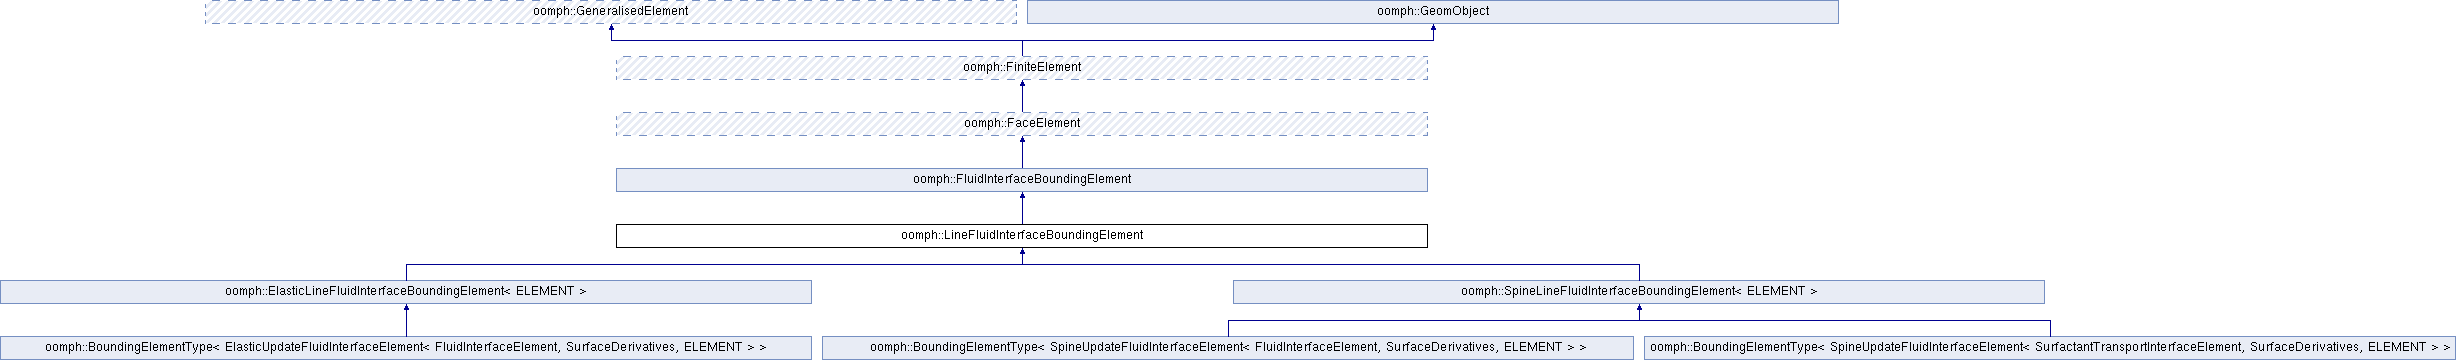 oomph::GeneralisedElement
oomph::GeomObject
oomph::FiniteElement
oomph::FaceElement
oomph::FluidInterfaceBoundingElement
oomph::LineFluidInterfaceBoundingElement
oomph::ElasticLineFluidInterfaceBoundingElement< ELEMENT >
oomph::SpineLineFluidInterfaceBoundingElement< ELEMENT >
oomph::BoundingElementType< ElasticUpdateFluidInterfaceElement< FluidInterfaceElement, SurfaceDerivatives, ELEMENT > >
oomph::BoundingElementType< SpineUpdateFluidInterfaceElement< FluidInterfaceElement, SurfaceDerivatives, ELEMENT > >
oomph::BoundingElementType< SpineUpdateFluidInterfaceElement< SurfactantTransportInterfaceElement, SurfaceDerivatives, ELEMENT > >